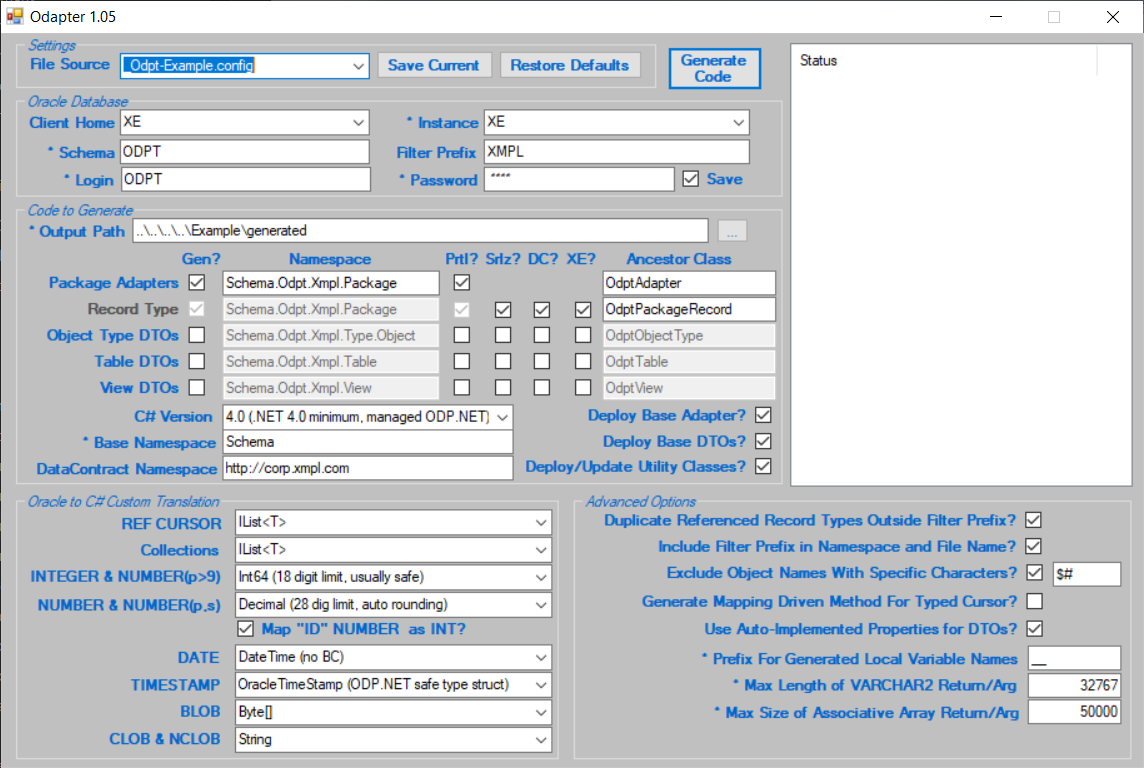 Odapter 1.05
Settings
File Source _Odpt-Example.config Save Current Restore Defaults Generate Code
Status
Oracle Database
Client Home XE * Instance XE
* Schema ODPT Filter Prefix XMPL
* Login ODPT * Password **** Save
Code to Generate
* Output Path ..\..\..\..\Example\generated ...
Gen? Namespace Prtl? Srlz? DC? XE? Ancestor Class
Package Adapters Schema.Odpt.Xmpl.Package OdptAdapter
Record Type Schema.Odpt.Xmpl.Package OdptPackageRecord
Object Type DTOs Schema.Odpt.Xmpl.Type.Object OdptObjectType
Table DTOs Schema.Odpt.Xmpl.Table OdptTable
View DTOs Schema.Odpt.Xmpl.View OdptView
C# Version 4.0 (.NET 4.0 minimum, managed ODP.NET) Deploy Base Adapter?
* Base Namespace Schema Deploy Base DTOs?
DataContract Namespace http://corp.xmpl.com Deploy/Update Utility Classes?
Oracle to C# Custom Translation
REF CURSOR IList<T>
Collections IList<T>
INTEGER & NUMBER(p>9) Int64 (18 digit limit, usually safe)
NUMBER & NUMBER(p,s) Decimal (28 dig limit, auto rounding)
Map "ID" NUMBER as INT?
DATE DateTime (no BC)
TIMESTAMP OracleTimeStamp (ODP.NET safe type struct)
BLOB Byte[]
CLOB & NCLOB String
Advanced Options
Duplicate Referenced Record Types Outside Filter Prefix?
Include Filter Prefix in Namespace and File Name?
Exclude Object Names With Specific Characters? $#
Generate Mapping Driven Method For Typed Cursor?
Use Auto-Implemented Properties for DTOs?
* Prefix For Generated Local Variable Names __
* Max Length of VARCHAR2 Return/Arg 32767
* Max Size of Associative Array Return/Arg 50000